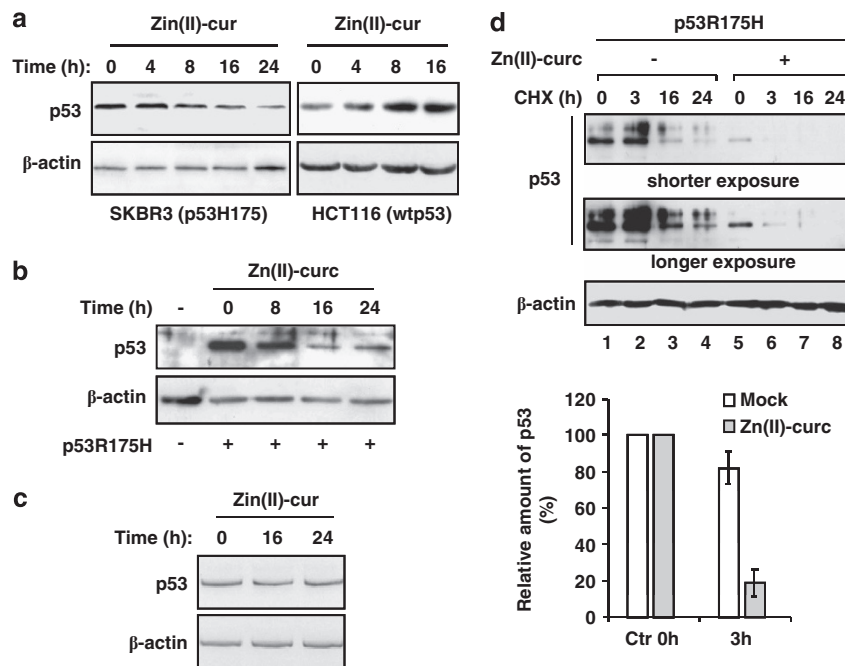 a
Zin(II)-cur
Zin(II)-cur
Time (h): 0 4 8 16 24
0 4 8 16
p53
β-actin
SKBR3 (p53H175)
HCT116 (wtp53)
b
Zn(II)-curc
Time (h) - 0 8 16 24
p53
β-actin
p53R175H - + + + +
c
Zin(II)-cur
Time (h): 0 16 24
p53
β-actin
d
p53R175H
Zn(II)-curc - +
CHX (h) 0 3 16 24 0 3 16 24
p53
shorter exposure
longer exposure
β-actin
1 2 3 4 5 6 7 8
Relative amount of p53
(%)
120
100
80
60
40
20
0
Mock
Zn(II)-curc
Ctr 0h
3h